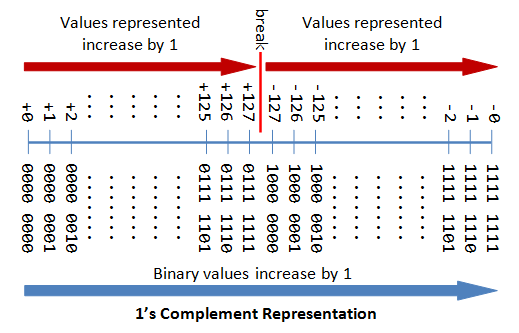 Values represented
increase by 1
break
Values represented
increase by 1
+0
+1
+2
. . . . .
+125
+126
+127
-127
-126
-125
. . . . .
-2
-1
-0
0000 0000
0000 0001
0000 0010
0111 1101
0111 1110
0111 1111
1000 0000
1000 0001
1000 0010
1111 1101
1111 1110
1111 1111
Binary values increase by 1
1's Complement Representation